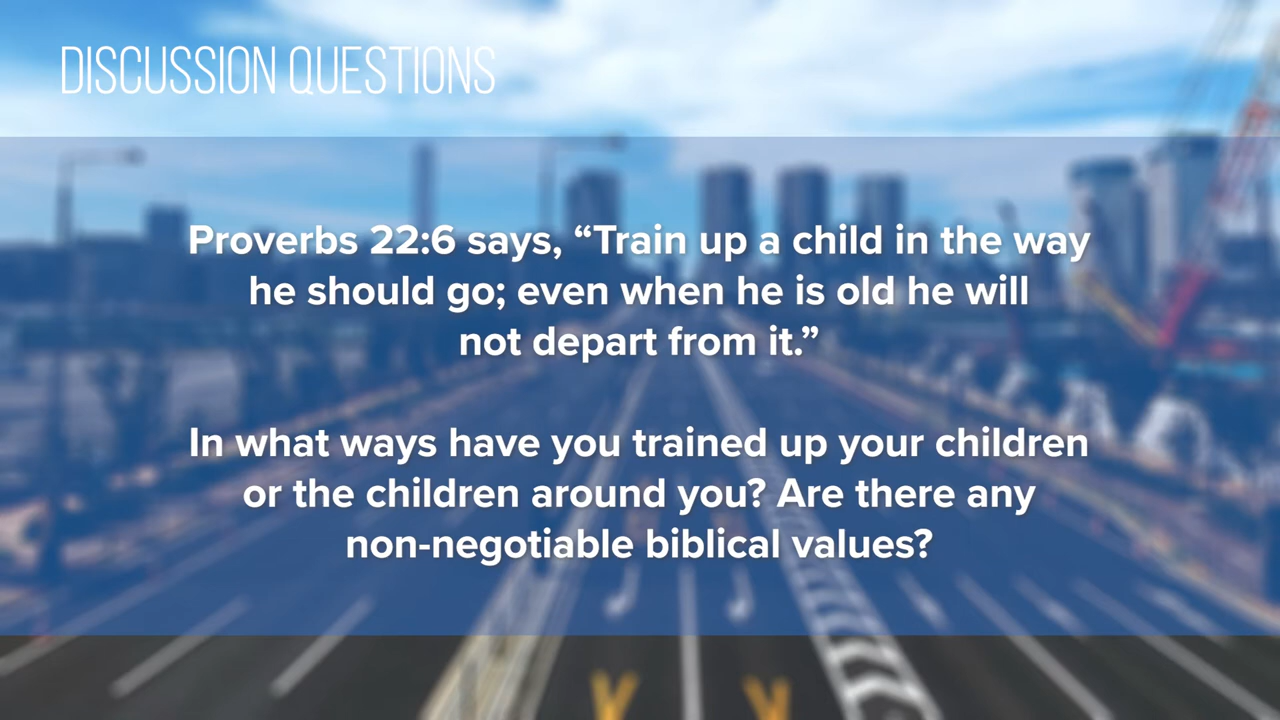 DISCUSSION QUESTIONS
Proverbs 22:6 says, “Train up a child in the way
he should go; even when he is old he will
not depart from it.”
In what ways have you trained up your children
or the children around you? Are there any
non-negotiable biblical values?